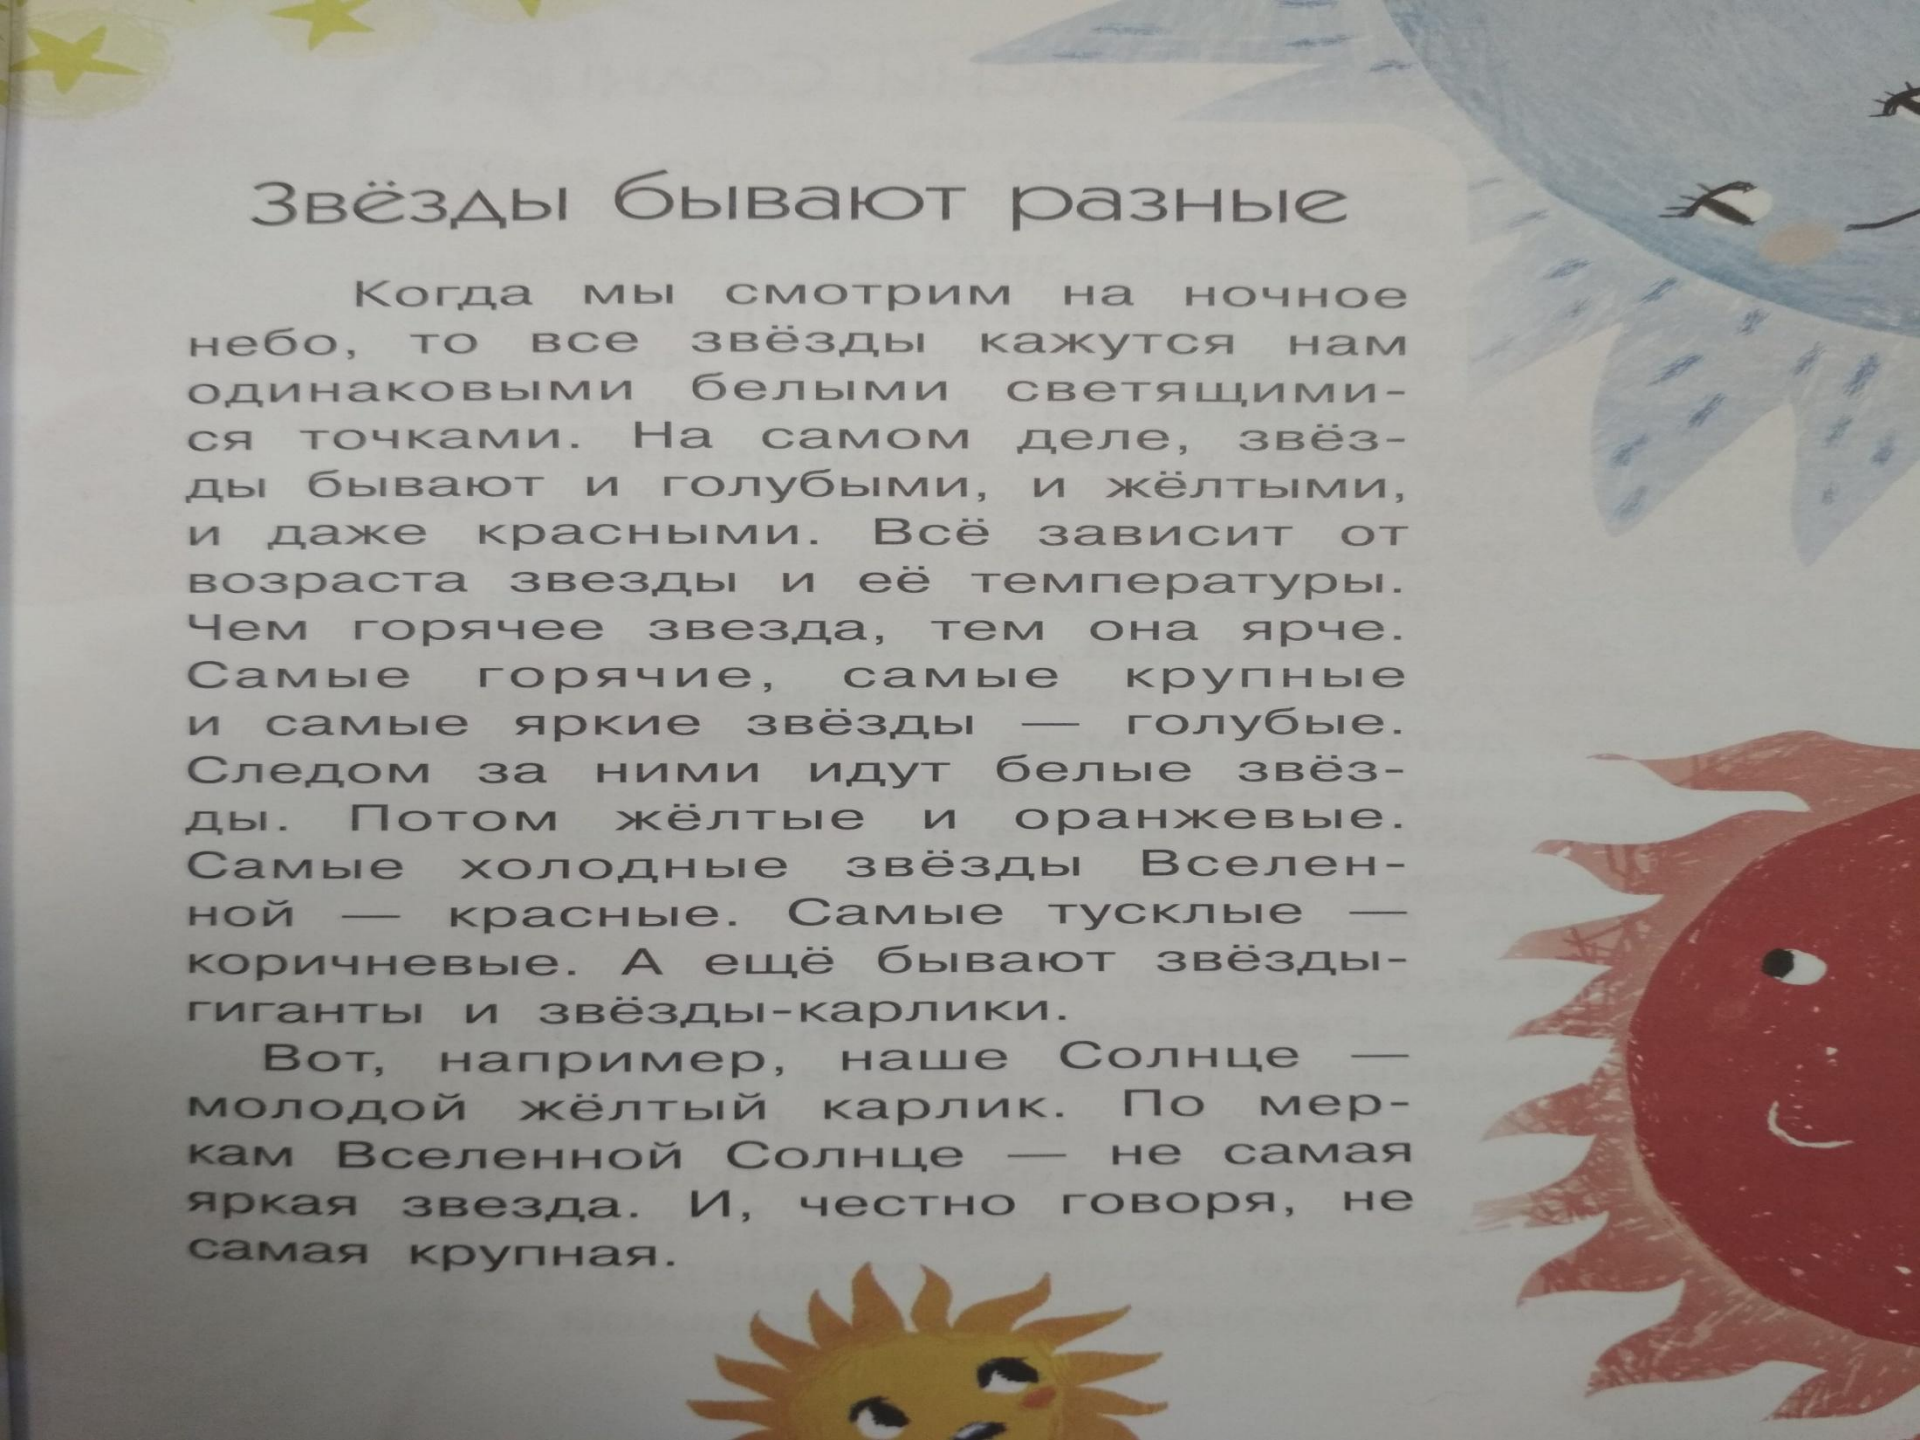 Звёзды бывают разные
Когда мы смотрим на ночное
небо, то все звёзды кажутся нам
одинаковыми белыми светящими-
ся точками. На самом деле, звёз-
ды бывают и голубыми, и жёлтыми,
и даже красными. Всё зависит от
возраста звезды и её температуры.
Чем горячее звезда, тем она ярче.
Самые горячие, самые крупные
и самые яркие звёзды — голубые.
Следом за ними идут белые звёз-
ды. Потом жёлтые и оранжевые.
Самые холодные звёзды Вселен-
ной — красные. Самые тусклые —
коричневые. А ещё бывают звёзды-
гиганты и звёзды-карлики.
Вот, например, наше Солнце —
молодой жёлтый карлик. По мер-
кам Вселенной Солнце — не самая
яркая звезда. И, честно говоря, не
самая крупная.